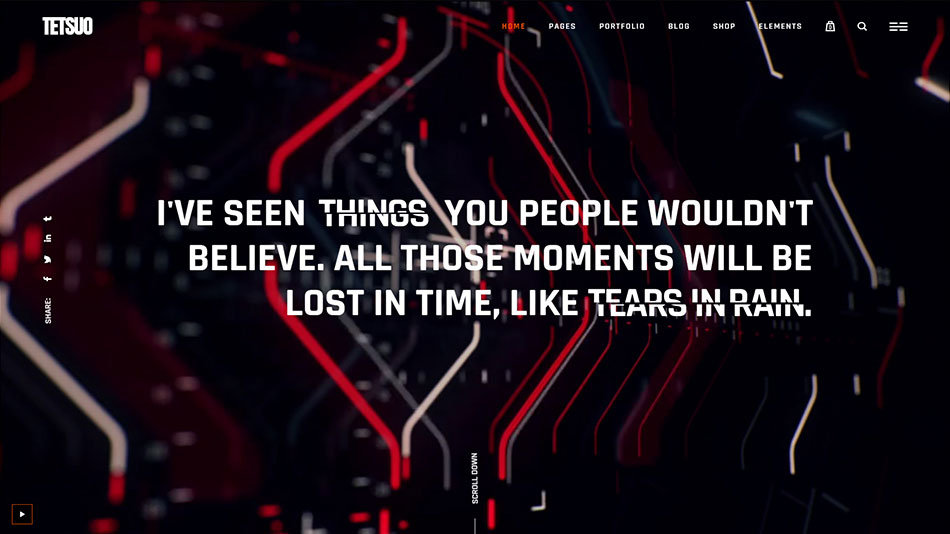 TETSUO
HOME PAGES PORTFOLIO BLOG SHOP ELEMENTS
I'VE SEEN THINGS YOU PEOPLE WOULDN'T
BELIEVE. ALL THOSE MOMENTS WILL BE
LOST IN TIME, LIKE TEARS IN RAIN.
SHARE:
SCROLL DOWN